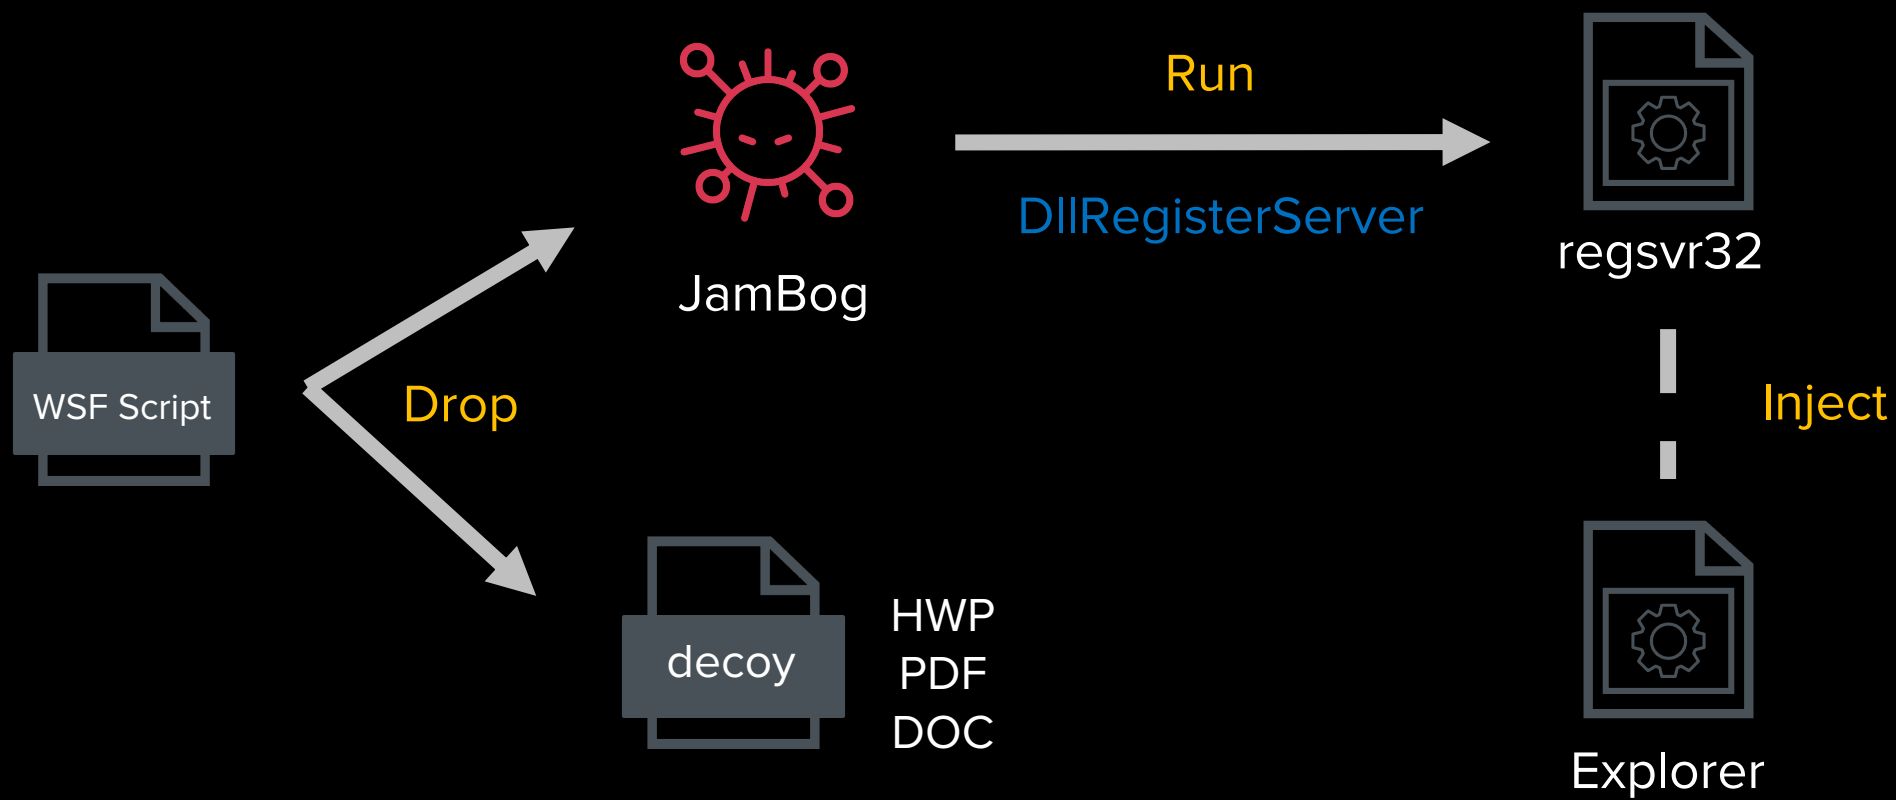 WSF Script
Drop
JamBog
decoy
HWP
PDF
DOC
Run
DllRegisterServer
regsvr32
Inject
Explorer